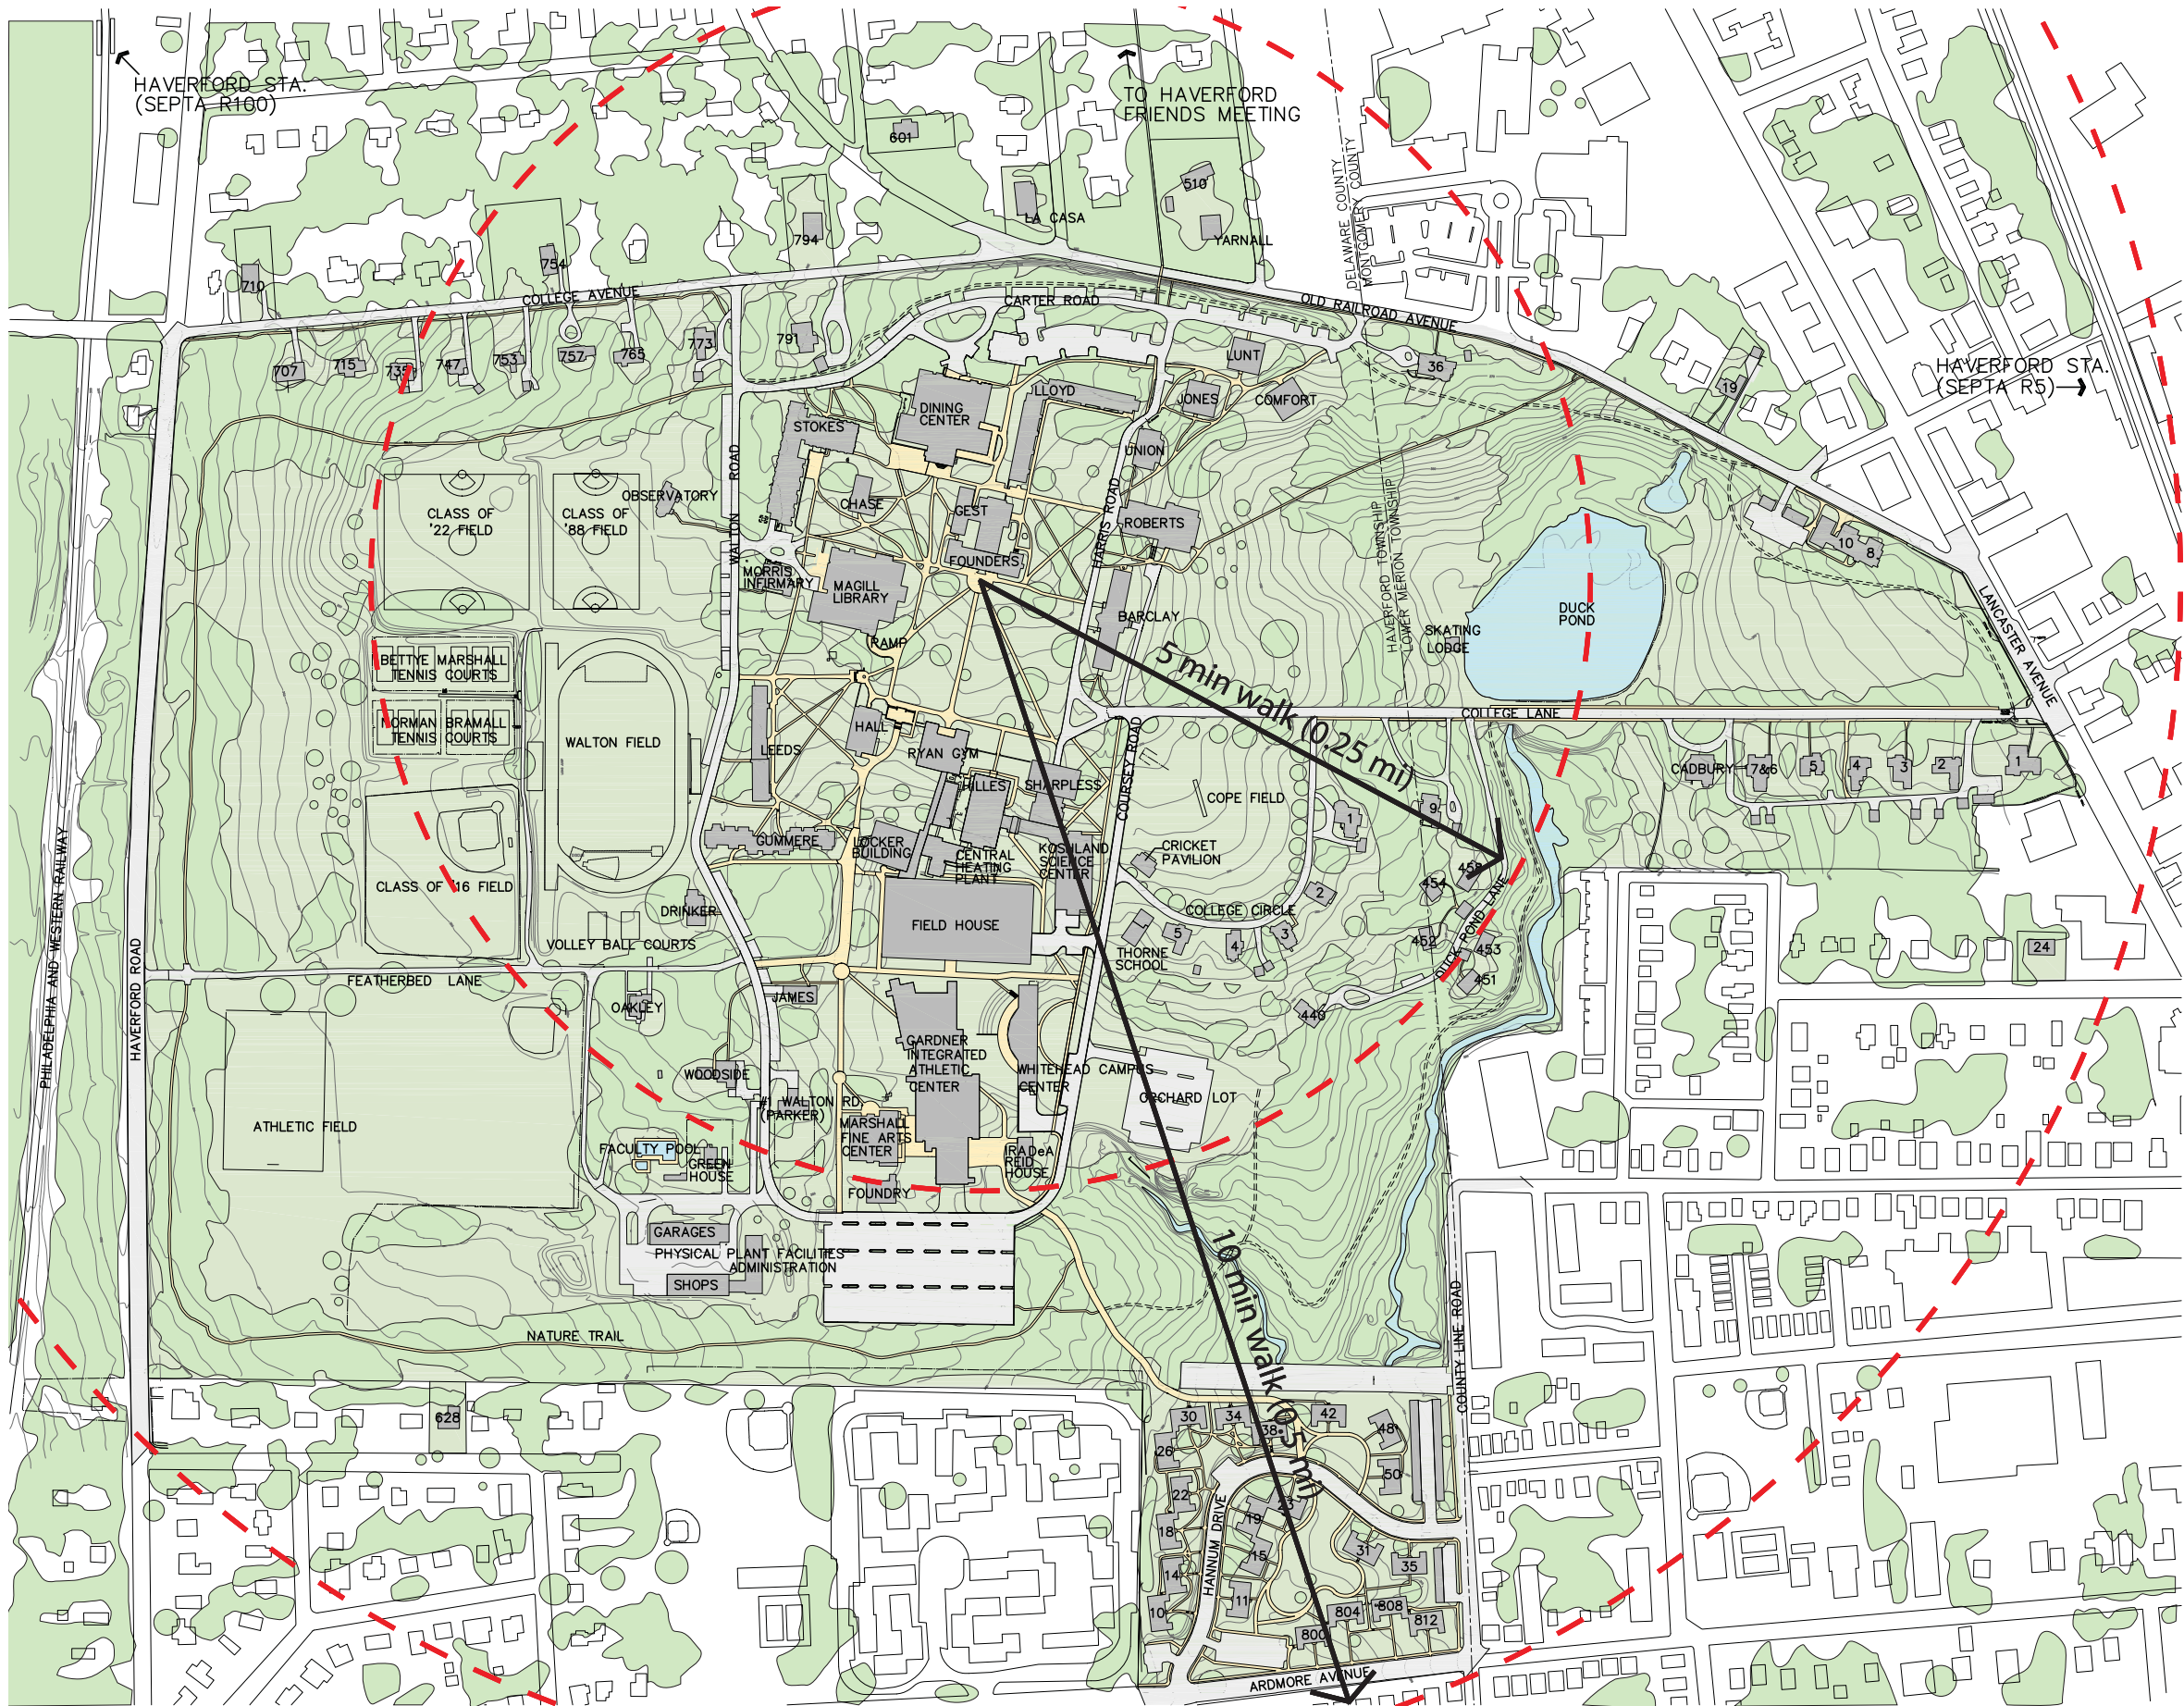 HAVERFORD STA.
(SEPTA R100)
TO HAVERFORD
FRIENDS MEETING
601
LA CASA
510
YARNALL
794
754
710
DELAWARE COUNTY
MONTGOMERY COUNTY
COLLEGE AVENUE
CARTER ROAD
OLD RAILROAD AVENUE
HAVERFORD STA.
(SEPTA R5)
707
715
735
747
753
757
765
773
791
LUNT
36
19
JONES
COMFORT
LLOYD
DINING
CENTER
STOKES
UNION
WALTON ROAD
OBSERVATORY
CHASE
GEST
HARRIS ROAD
ROBERTS
CLASS OF
'22 FIELD
CLASS OF
'88 FIELD
FOUNDERS
MORRIS
INFIRMARY
MAGILL
LIBRARY
RAMP
BARCLAY
HAVERFORD TOWNSHIP
LOWER MERION TOWNSHIP
SKATING
LODGE
DUCK
POND
10
8
LANCASTER AVENUE
BETTYE MARSHALL
TENNIS COURTS
NORMAN BRAMALL
TENNIS COURTS
WALTON FIELD
LEEDS
HALL
RYAN GYM
5 min walk (0.25 mi)
COLLEGE LANE
COURSEY ROAD
HILLES
SHARPLESS
COPE FIELD
CADBURY
7&6
5
4
3
2
1
9
1
GUMMERE
LOCKER
BUILDING
CENTRAL
HEATING
PLANT
KOSHLAND
SCIENCE
CENTER
CRICKET
PAVILION
CLASS OF '16 FIELD
DRINKER
FIELD HOUSE
COLLEGE CIRCLE
2
3
4
5
THORNE
SCHOOL
454
452
453
451
440
DUCK POND LANE
24
VOLLEY BALL COURTS
FEATHERBED LANE
HAVERFORD ROAD
PHILADELPHIA AND WESTERN RAILWAY
OAKLEY
JAMES
GARDNER
INTEGRATED
ATHLETIC
CENTER
WHITEHEAD CAMPUS
CENTER
ORCHARD LOT
WOODSIDE
#1 WALTON RD.
(PARKER)
ATHLETIC FIELD
MARSHALL
FINE ARTS
CENTER
FACULTY POOL
GREEN
HOUSE
IRADeA
REID
HOUSE
FOUNDRY
GARAGES
PHYSICAL PLANT FACILITIES
ADMINISTRATION
SHOPS
10 min walk (0.5 mi)
NATURE TRAIL
COUNTY LINE ROAD
628
30
34
38
42
48
26
50
22
23
19
18
15
31
35
14
11
10
HANNUM DRIVE
804
808
812
800
ARDMORE AVENUE